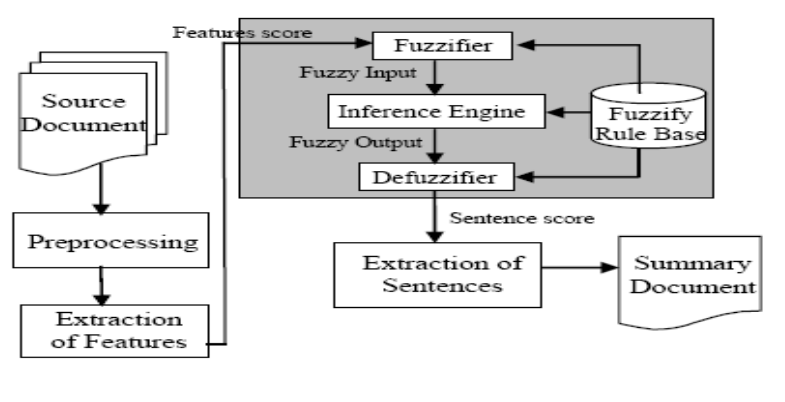 Features score
Fuzzifier
Fuzzy Input
Source
Document
Inference Engine
Fuzzify
Rule Base
Fuzzy Output
Defuzzifier
Sentence score
Preprocessing
Extraction of
Sentences
Summary
Document
Extraction
of Features